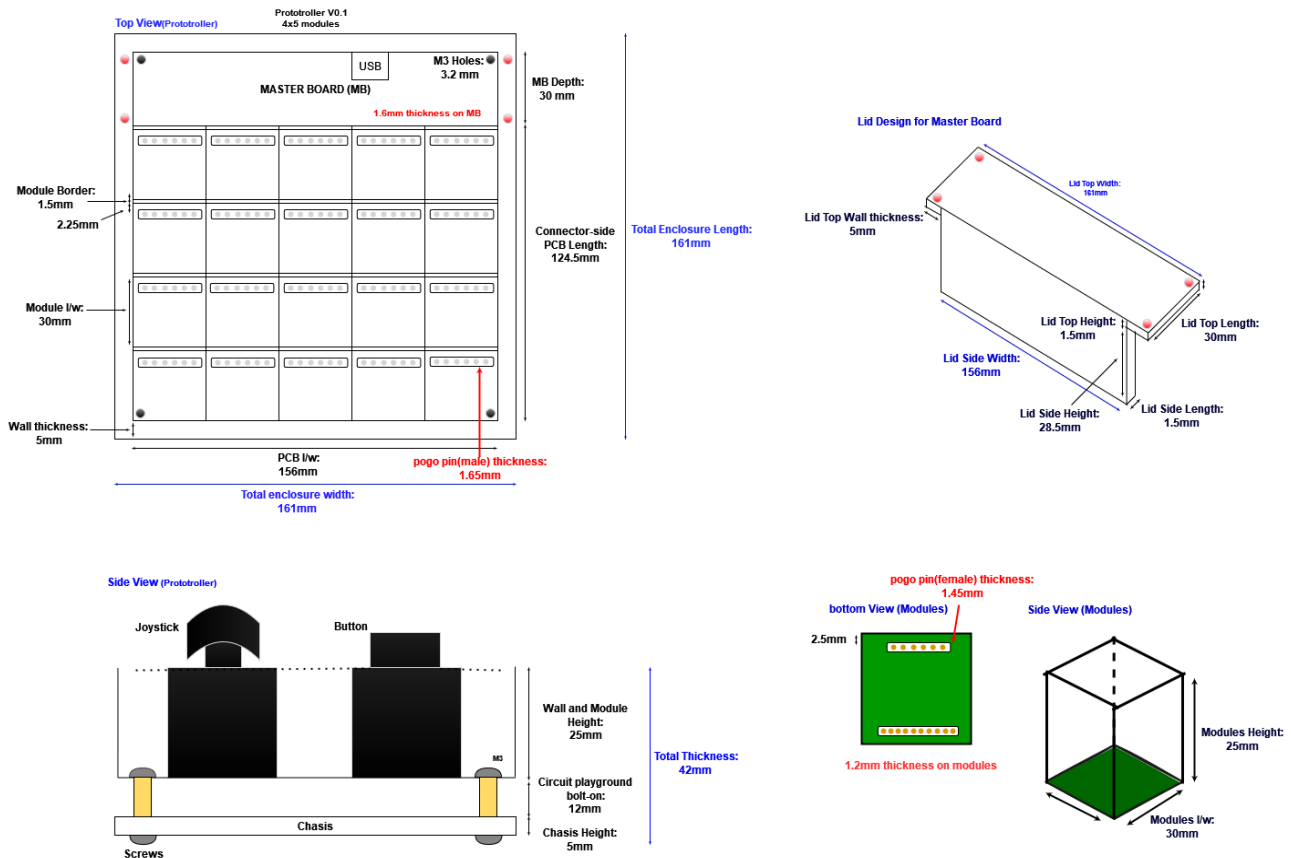 Prototroller V0.1
4x5 modules
Top View(Prototroller)
USB
M3 Holes:
3.2 mm
MASTER BOARD (MB)
1.6mm thickness on MB
MB Depth:
30 mm
Module Border:
1.5mm
2.25mm
Connector-side
PCB Length:
124.5mm
Total Enclosure Length:
161mm
Module l/w:
30mm
Wall thickness:
5mm
PCB l/w:
156mm
pogo pin(male) thickness:
1.65mm
Total enclosure width:
161mm
Lid Design for Master Board
Lid Top Width:
161mm
Lid Top Wall thickness:
5mm
Lid Top Height:
1.5mm
Lid Top Length:
30mm
Lid Side Width:
156mm
Lid Side Height:
28.5mm
Lid Side Length:
1.5mm
Side View (Prototroller)
Joystick
Button
Wall and Module
Height:
25mm
M3
Total Thickness:
42mm
Circuit playground
bolt-on:
12mm
Chasis
Chasis Height:
5mm
Screws
pogo pin(female) thickness:
1.45mm
bottom View (Modules)
2.5mm
1.2mm thickness on modules
Side View (Modules)
Modules Height:
25mm
Modules l/w:
30mm